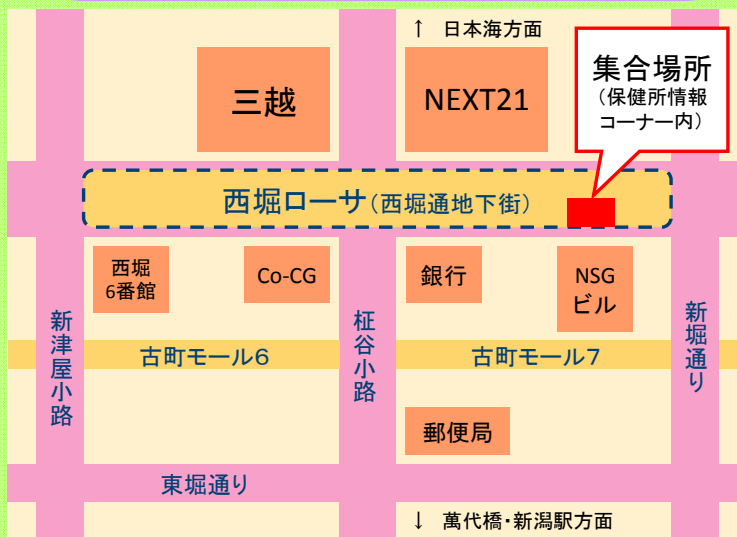 ↑ 日本海方面
三越
NEXT21
集合場所
（保健所情報
コーナー内）
西堀ローサ（西堀通地下街）
西堀
6番館
Co-CG
銀行
NSG
ビル
新津屋小路
柾谷小路
新堀通り
古町モール6
古町モール7
郵便局
東堀通り
↓ 萬代橋・新潟駅方面